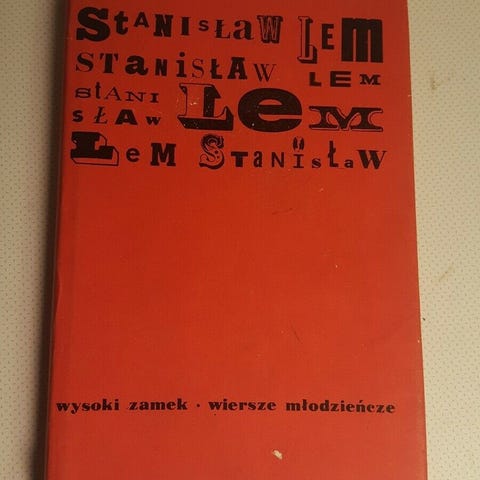 Stanisław Lem
Stanisław Lem
Stani
sław Lem
Lem Stanisław
wysoki zamek · wiersze młodzieńcze